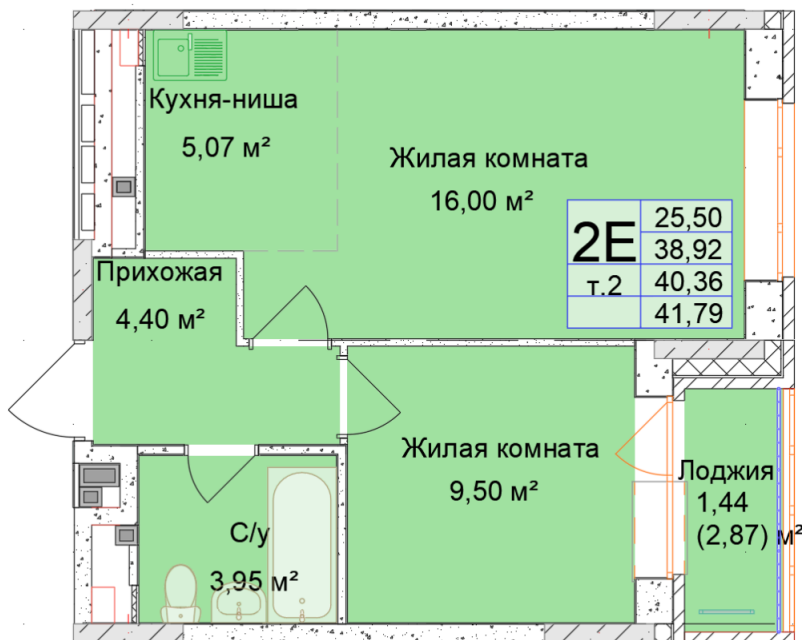 Кухня-ниша
5,07 м²
Жилая комната
16,00 м²
2Е
т.2
25,50
38,92
40,36
41,79
Прихожая
4,40 м²
Жилая комната
9,50 м²
Лоджия
1,44
(2,87) м²
С/у
3,95 м²